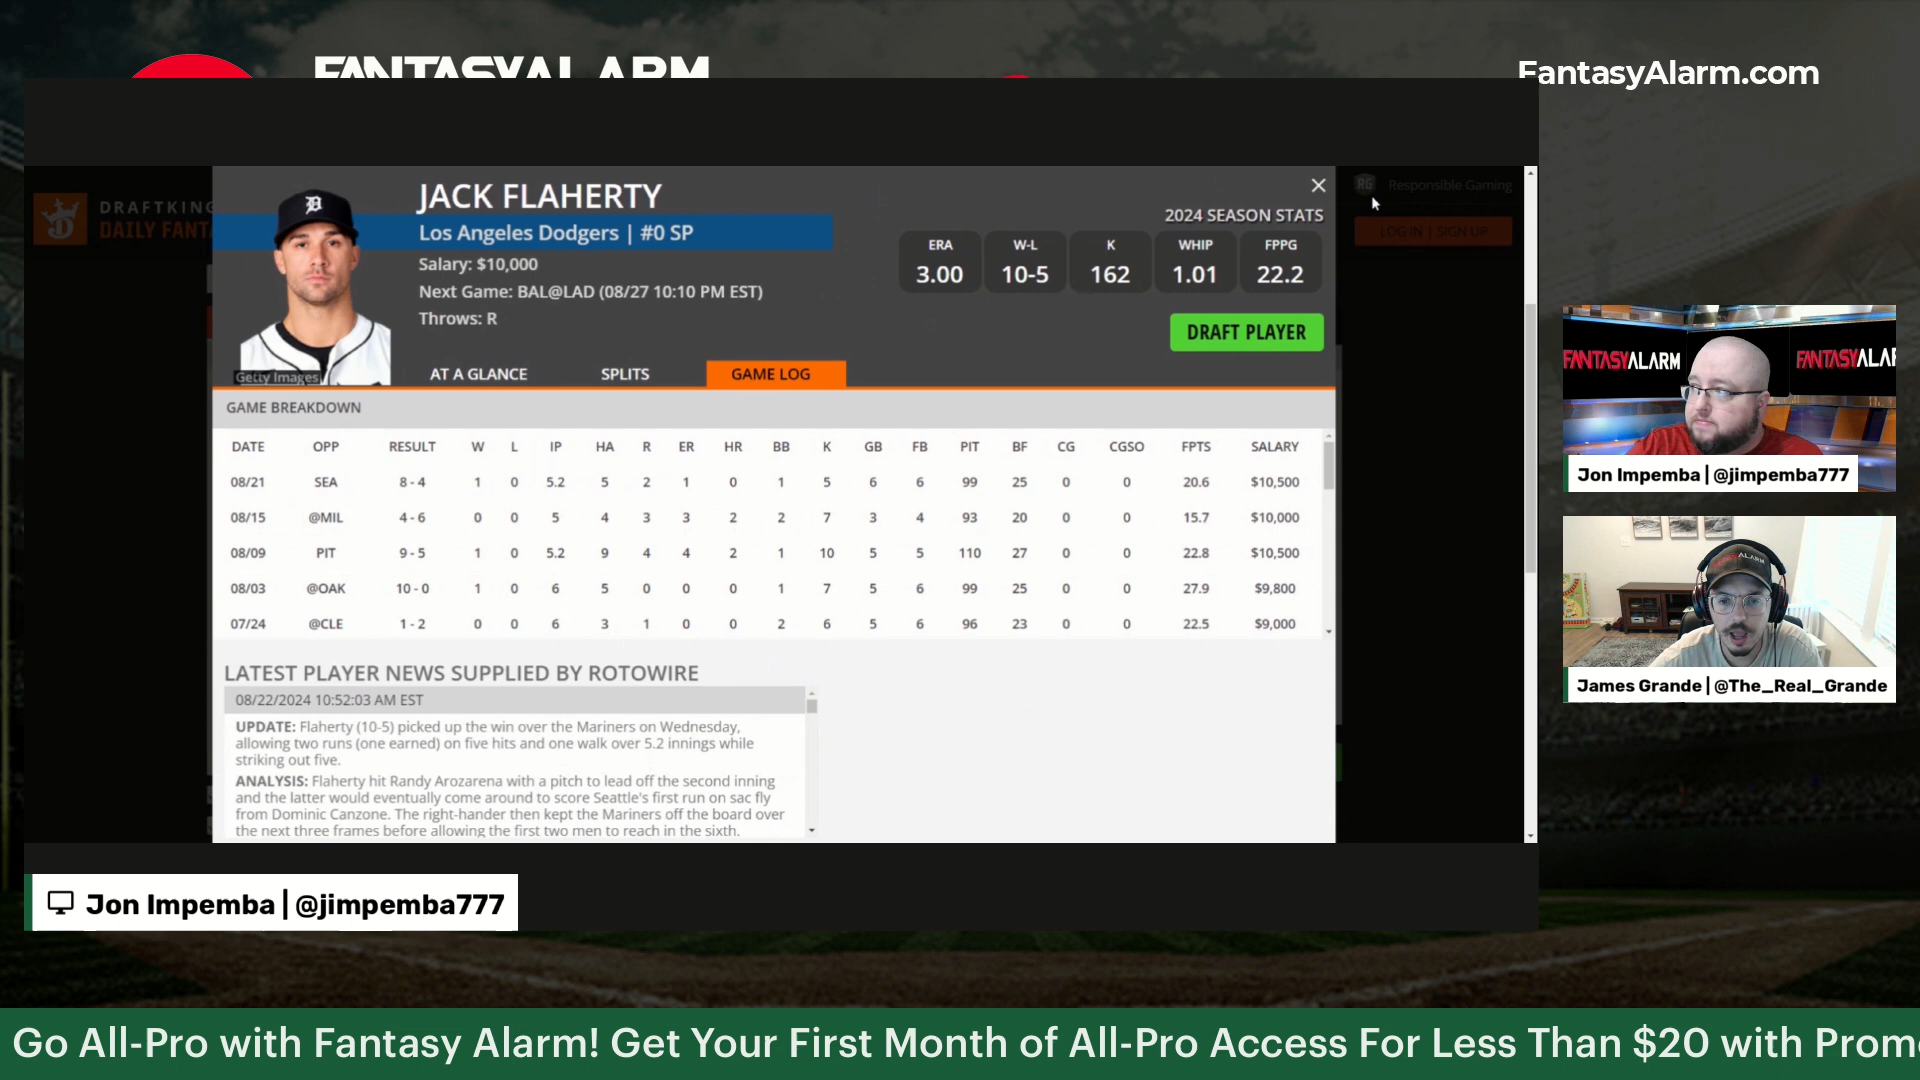 FANTASYALARM
FantasyAlarm.com
DRAFTKING
DAILY FANT
JACK FLAHERTY
Los Angeles Dodgers | #0 SP
Salary: $10,000
Next Game: BAL@LAD (08/27 10:10 PM EST)
Throws: R
Getty Images
2024 SEASON STATS
ERA W-L K WHIP FPPG
3.00 10-5 162 1.01 22.2
DRAFT PLAYER
RG Responsible Gaming
LOG IN | SIGN UP
AT A GLANCE SPLITS GAME LOG
GAME BREAKDOWN
DATE OPP RESULT W L IP HA R ER HR BB K GB FB PIT BF CG CGSO FPTS SALARY
08/21 SEA 8 - 4 1 0 5.2 5 2 1 0 1 5 6 6 99 25 0 0 20.6 $10,500
08/15 @MIL 4 - 6 0 0 5 4 3 3 2 2 7 3 4 93 20 0 0 15.7 $10,000
08/09 PIT 9 - 5 1 0 5.2 9 4 4 2 1 10 5 5 110 27 0 0 22.8 $10,500
08/03 @OAK 10 - 0 1 0 6 5 0 0 0 1 7 5 6 99 25 0 0 27.9 $9,800
07/24 @CLE 1 - 2 0 0 6 3 1 0 0 2 6 5 6 96 23 0 0 22.5 $9,000
LATEST PLAYER NEWS SUPPLIED BY ROTOWIRE
08/22/2024 10:52:03 AM EST
UPDATE: Flaherty (10-5) picked up the win over the Mariners on Wednesday,
allowing two runs (one earned) on five hits and one walk over 5.2 innings while
striking out five.
ANALYSIS: Flaherty hit Randy Arozarena with a pitch to lead off the second inning
and the latter would eventually come around to score Seattle's first run on sac fly
from Dominic Canzone. The right-hander then kept the Mariners off the board over
the next three frames before allowing the first two men to reach in the sixth.
FANTASYALARM FANTASYALAR
Jon Impemba | @jimpemba777
James Grande | @The_Real_Grande
Jon Impemba | @jimpemba777
Go All-Pro with Fantasy Alarm! Get Your First Month of All-Pro Access For Less Than $20 with Prom